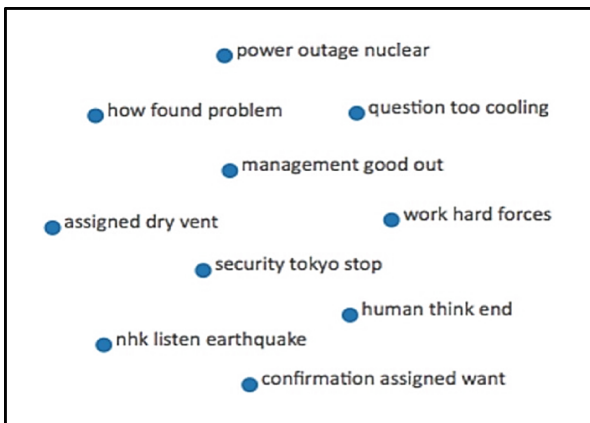 power outage nuclear
how found problem
question too cooling
management good out
assigned dry vent
work hard forces
security tokyo stop
human think end
nhk listen earthquake
confirmation assigned want